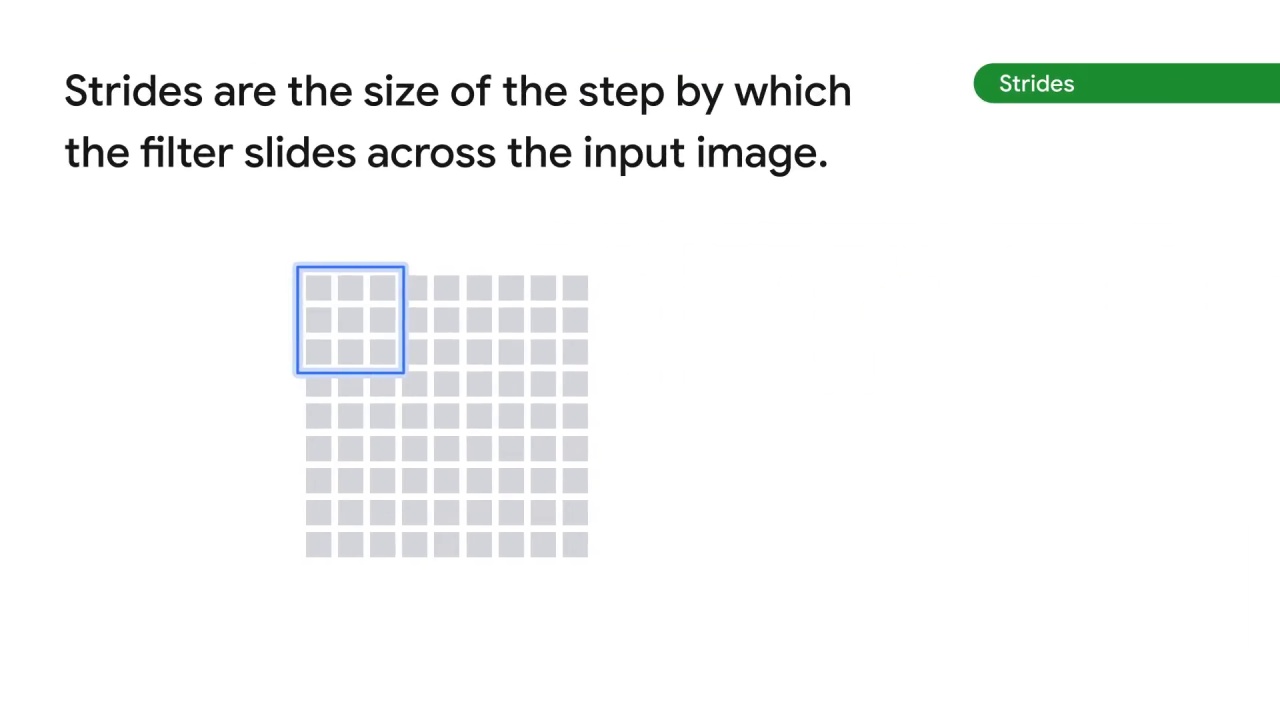 Strides are the size of the step by which
the filter slides across the input image.
Strides